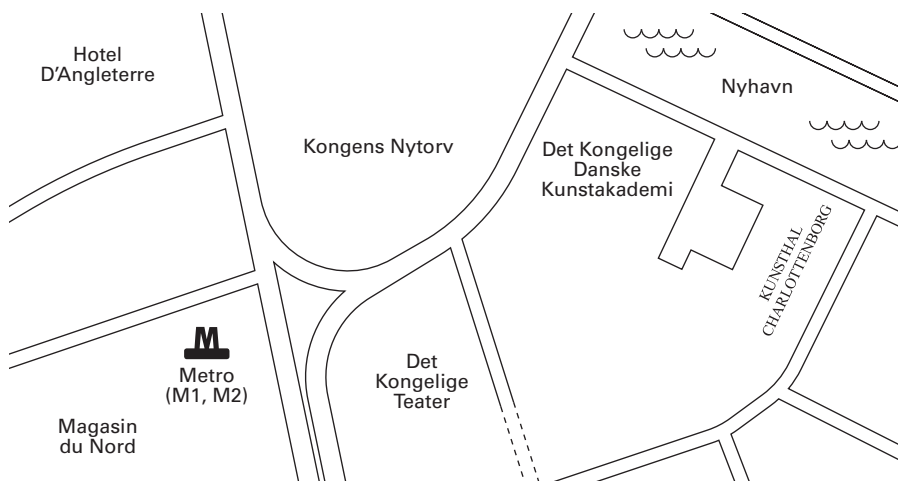 Hotel
D'Angleterre
Nyhavn
Kongens Nytorv
Det Kongelige
Danske
Kunstakademi
KUNSTHAL
CHARLOTTENBORG
M
Metro
(M1, M2)
Det
Kongelige
Teater
Magasin
du Nord